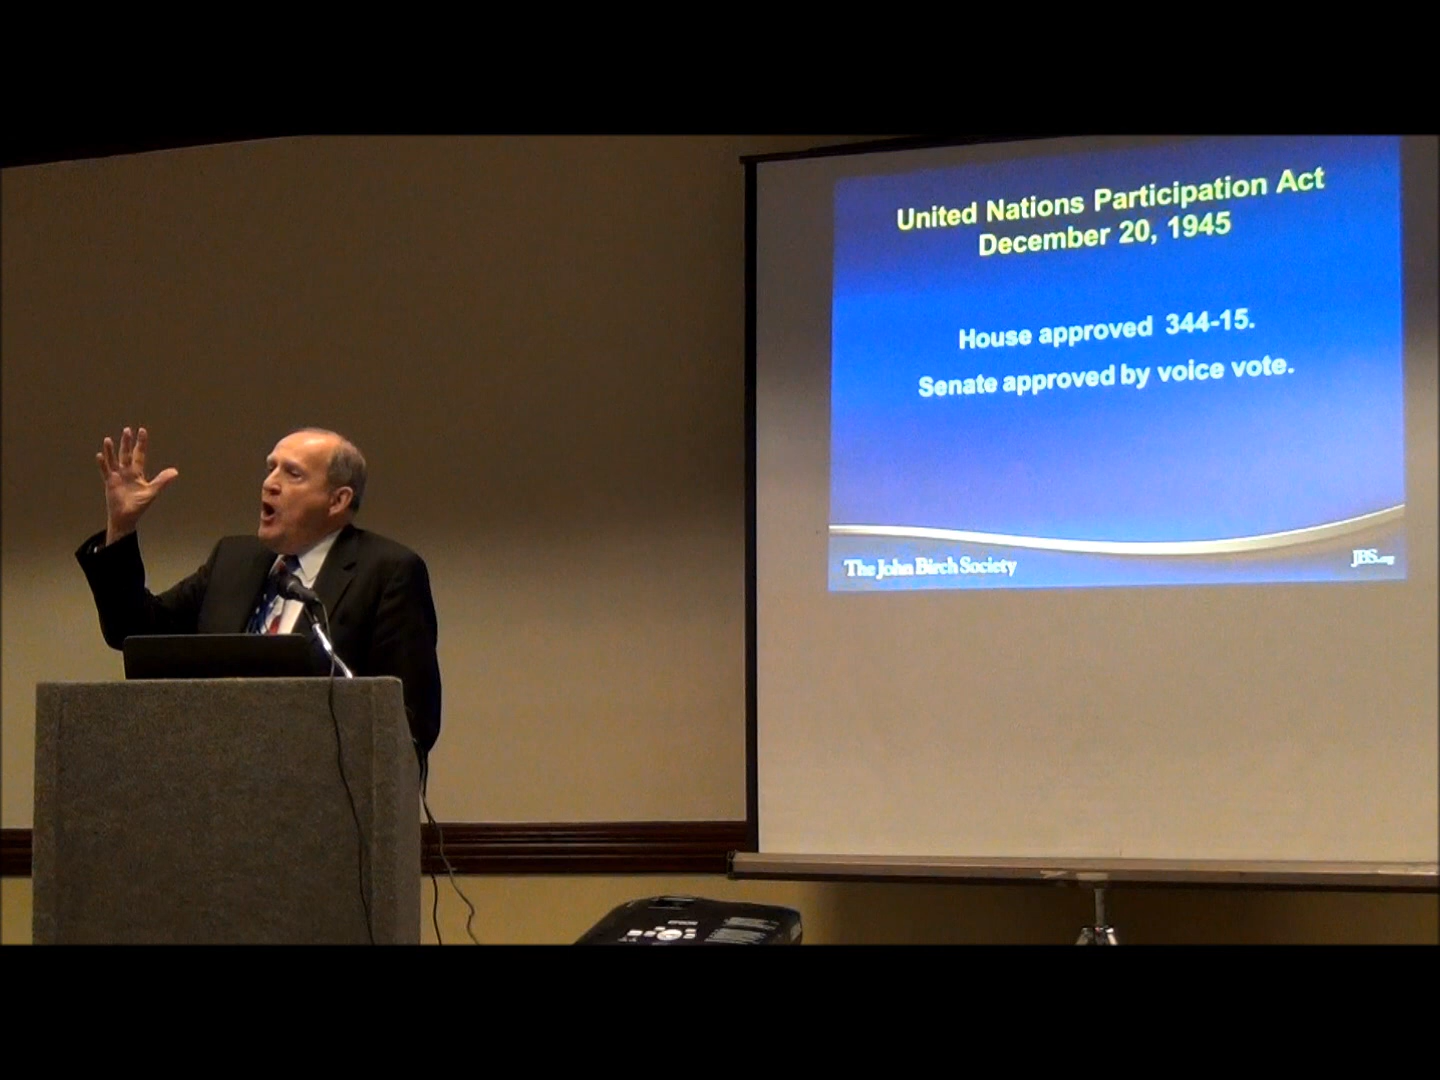 United Nations Participation Act
December 20, 1945
House approved 344-15.
Senate approved by voice vote.
The John Birch Society
JBS.org
EPSON